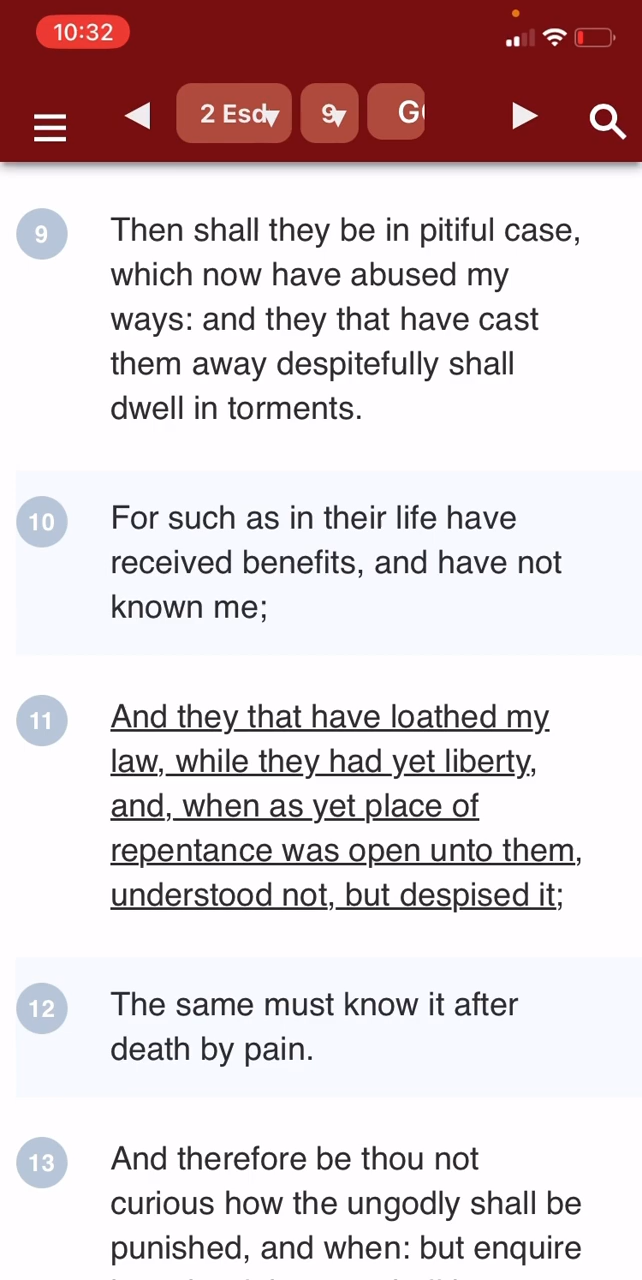 10:32
2 Esd 9
9
Then shall they be in pitiful case,
which now have abused my
ways: and they that have cast
them away despitefully shall
dwell in torments.
10
For such as in their life have
received benefits, and have not
known me;
11
And they that have loathed my
law, while they had yet liberty,
and, when as yet place of
repentance was open unto them,
understood not, but despised it;
12
The same must know it after
death by pain.
13
And therefore be thou not
curious how the ungodly shall be
punished, and when: but enquire